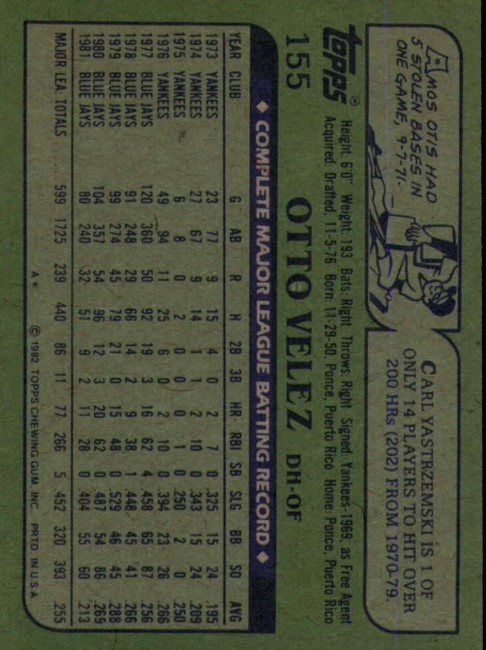 AMOS OTIS HAD
5 STOLEN BASES IN
ONE GAME, 9-7-71.
CARL YASTRZEMSKI IS 1 OF
ONLY 14 PLAYERS TO HIT OVER
200 HRs (202) FROM 1970-79.
topps®
Height: 6'0" Weight: 193 Bats: Right Throws: Right Signed: Yankees-1969, as Free Agent
Acquired: Drafted, 11-5-76 Born: 11-29-50, Ponce, Puerto Rico Home: Ponce, Puerto Rico
155 OTTO VELEZ DH-OF
◆ COMPLETE MAJOR LEAGUE BATTING RECORD ◆
YEAR CLUB G AB R H 2B 3B HR RBI SB SLG BB SO AVG
1973 YANKEES 23 77 9 15 4 0 2 7 0 .325 15 24 .195
1974 YANKEES 27 67 9 14 1 1 2 10 0 .343 15 24 .209
1975 YANKEES 6 8 0 2 0 0 0 1 0 .250 2 0 .250
1976 YANKEES 49 94 11 25 6 0 2 10 0 .394 23 26 .266
1977 BLUE JAYS 120 360 50 92 19 3 16 62 4 .458 65 87 .256
1978 BLUE JAYS 91 248 29 66 14 2 9 38 1 .448 45 41 .266
1979 BLUE JAYS 99 274 45 79 21 0 15 48 0 .529 46 45 .288
1980 BLUE JAYS 104 357 54 96 12 3 20 62 0 .487 54 86 .269
1981 BLUE JAYS 80 240 32 51 9 2 11 28 0 .404 55 60 .213
MAJOR LEA. TOTALS 599 1725 239 440 86 11 77 266 5 .452 320 393 .255
A* © 1982 TOPPS CHEWING GUM, INC. PRTD. IN U.S.A.